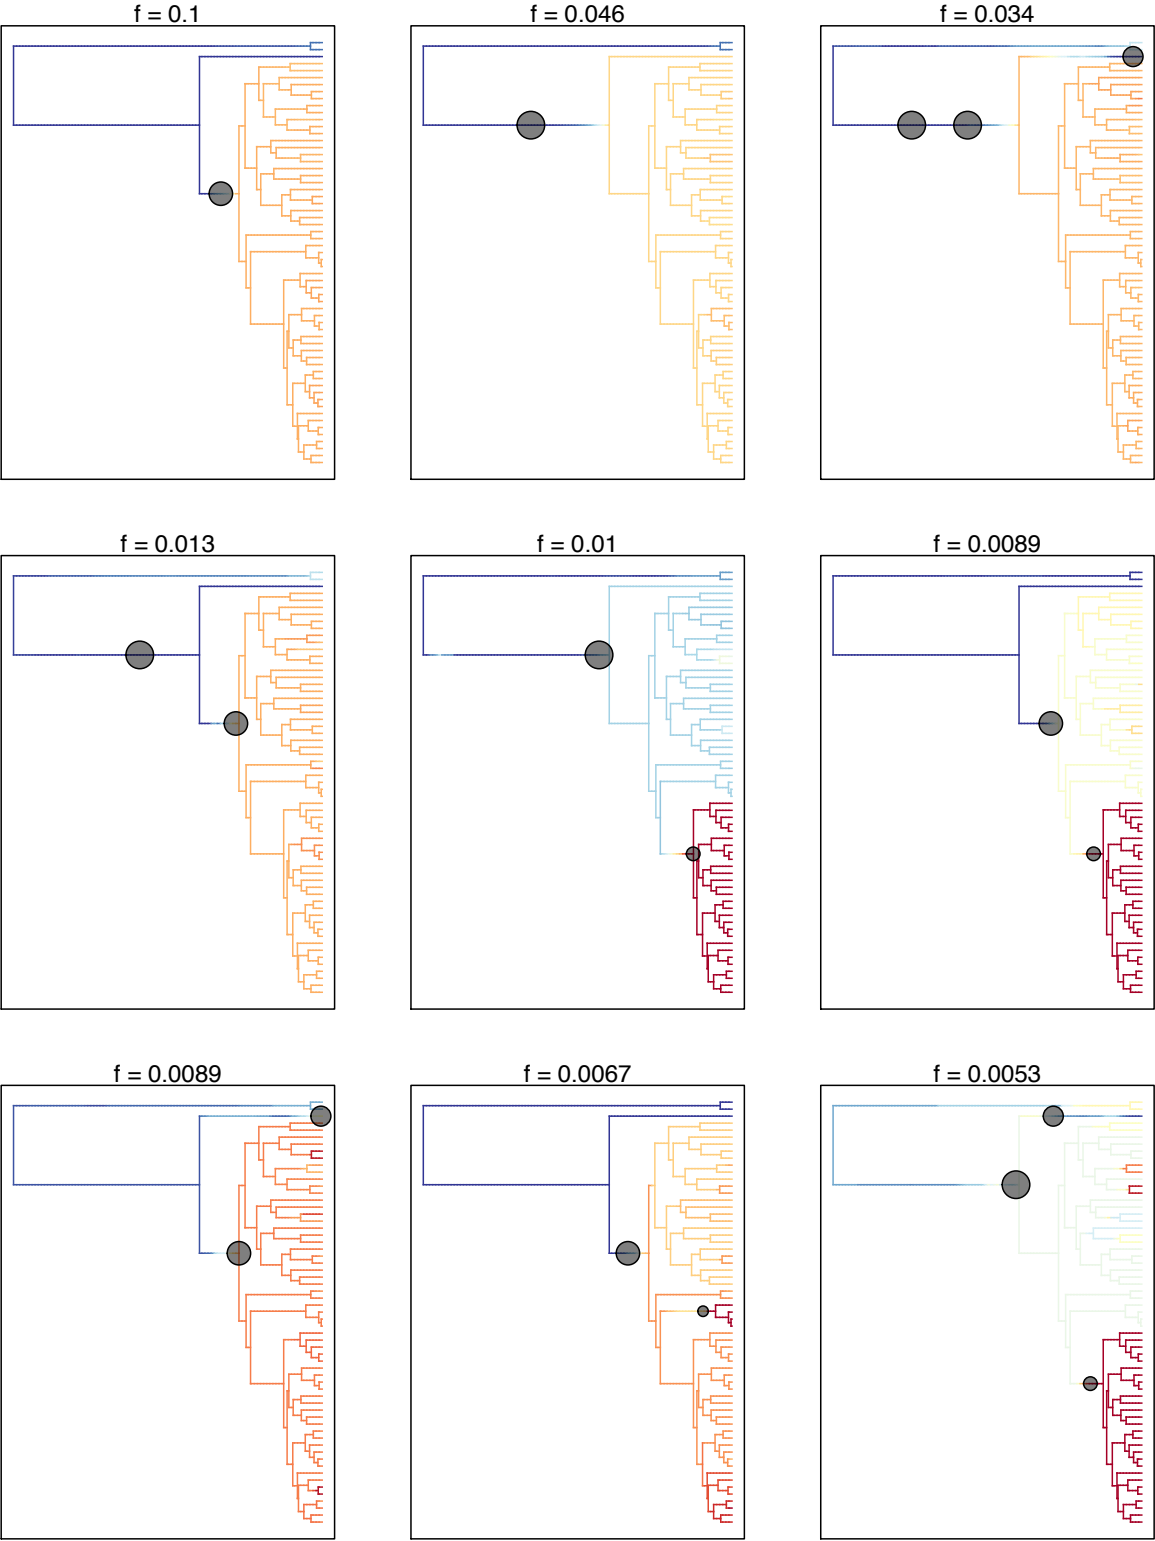 f = 0.1
f = 0.046
f = 0.034
f = 0.013
f = 0.01
f = 0.0089
f = 0.0089
f = 0.0067
f = 0.0053